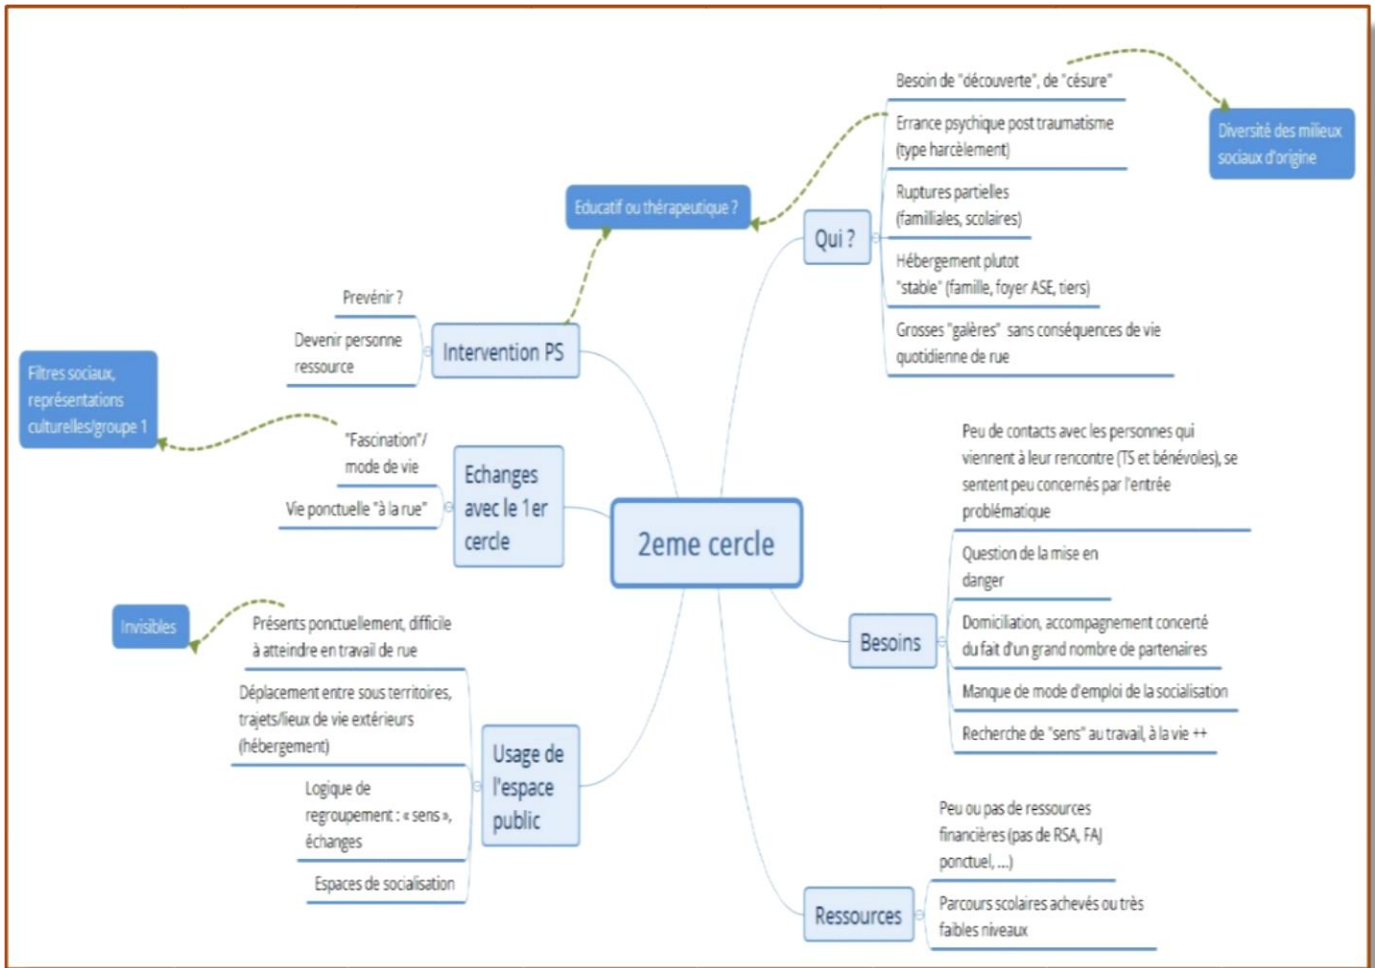 Besoin de "découverte", de "césure"
Errance psychique post traumatisme
(type harcèlement)
Ruptures partielles
(familliales, scolaires)
Hébergement plutot
"stable" (famille, foyer ASE, tiers)
Grosses "galères"  sans conséquences de vie
quotidienne de rue
Diversité des milieux
sociaux d'origine
Educatif ou thérapeutique ?
Qui ?
Prevénir ?
Devenir personne
ressource
Intervention PS
Filtres sociaux,
représentations
culturelles/groupe 1
"Fascination"/
mode de vie
Vie ponctuelle "à la rue"
Echanges
avec le 1er
cercle
2eme cercle
Peu de contacts avec les personnes qui
viennent à leur rencontre (TS et bénévoles), se
sentent peu concernés par l'entrée
problématique
Question de la mise en
danger
Domiciliation, accompagnement concerté
du fait d'un grand nombre de partenaires
Manque de mode d'emploi de la socialisation
Recherche de "sens" au travail, à la vie ++
Besoins
Invisibles
Présents ponctuellement, difficile
à atteindre en travail de rue
Déplacement entre sous territoires,
trajets/lieux de vie extérieurs
(hébergement)
Logique de
regroupement : « sens »,
échanges
Espaces de socialisation
Usage de
l'espace
public
Peu ou pas de ressources
financières (pas de RSA, FAJ
ponctuel, ...)
Parcours scolaires achevés ou très
faibles niveaux
Ressources